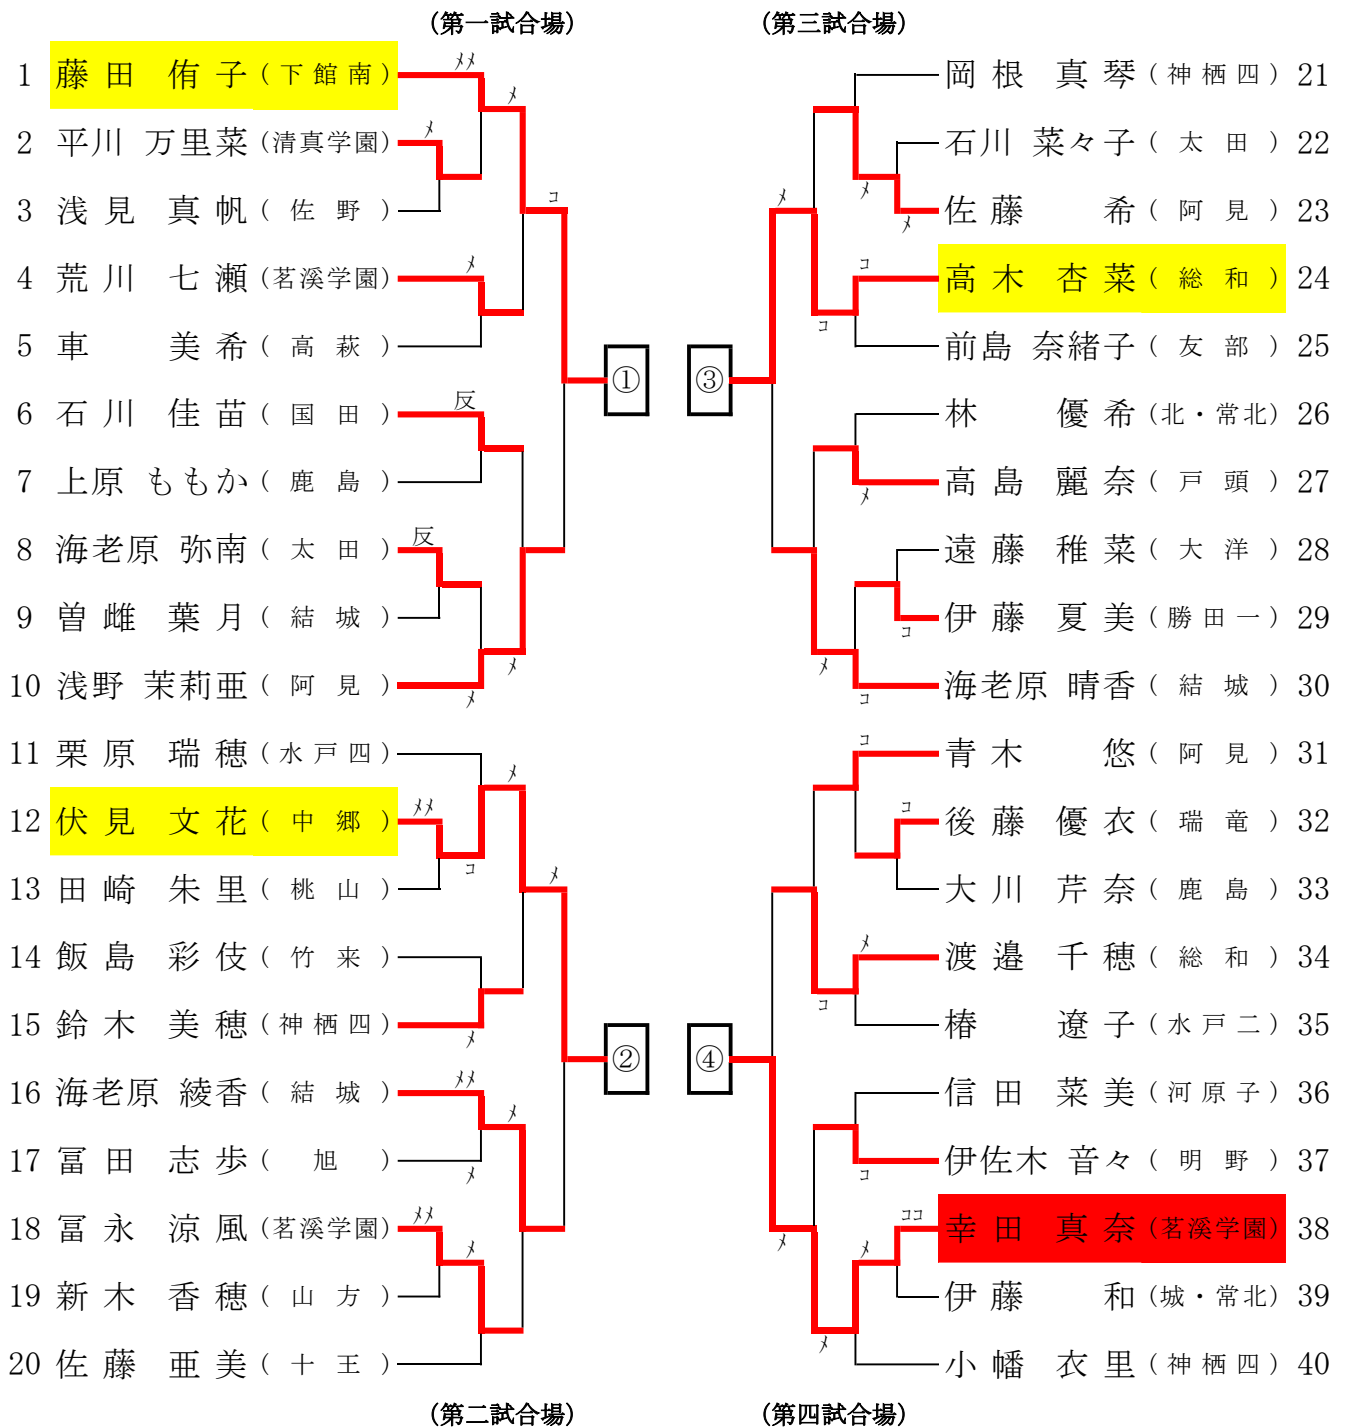 (第一試合場)
(第三試合場)
1 藤田 侑子 (下館南)
メメ
メ
2 平川 万里菜 (清真学園)
メ
3 浅見 真帆 (佐野)
コ
4 荒川 七瀬 (茗溪学園)
メ
5 車 美希 (高萩)
①
6 石川 佳苗 (国田)
反
7 上原 ももか (鹿島)
8 海老原 弥南 (太田)
反
9 曽雌 葉月 (結城)
10 浅野 茉莉亜 (阿見)
メ
メ
11 栗原 瑞穂 (水戸四)
メ
12 伏見 文花 (中郷)
メメ
コ
13 田崎 朱里 (桃山)
メ
14 飯島 彩伎 (竹来)
15 鈴木 美穂 (神栖四)
メ
②
16 海老原 綾香 (結城)
メメ
メ
17 冨田 志歩 (旭)
メ
18 冨永 涼風 (茗溪学園)
メメ
メ
19 新木 香穂 (山方)
20 佐藤 亜美 (十王)
岡根 真琴 (神栖四) 21
石川 菜々子 (太田) 22
メ
メ
佐藤 希 (阿見) 23
メ
コ
高木 杏菜 (総和) 24
コ
前島 奈緒子 (友部) 25
③
林 優希 (北・常北) 26
高島 麗奈 (戸頭) 27
メ
遠藤 稚菜 (大洋) 28
伊藤 夏美 (勝田一) 29
コ
メ
海老原 晴香 (結城) 30
コ
コ
青木 悠 (阿見) 31
コ
後藤 優衣 (瑞竜) 32
大川 芹奈 (鹿島) 33
メ
渡邉 千穂 (総和) 34
コ
椿 遼子 (水戸二) 35
④
信田 菜美 (河原子) 36
伊佐木 音々 (明野) 37
コ
ココ
幸田 真奈 (茗溪学園) 38
メ
メ
伊藤 和 (城・常北) 39
メ
小幡 衣里 (神栖四) 40
(第二試合場)
(第四試合場)